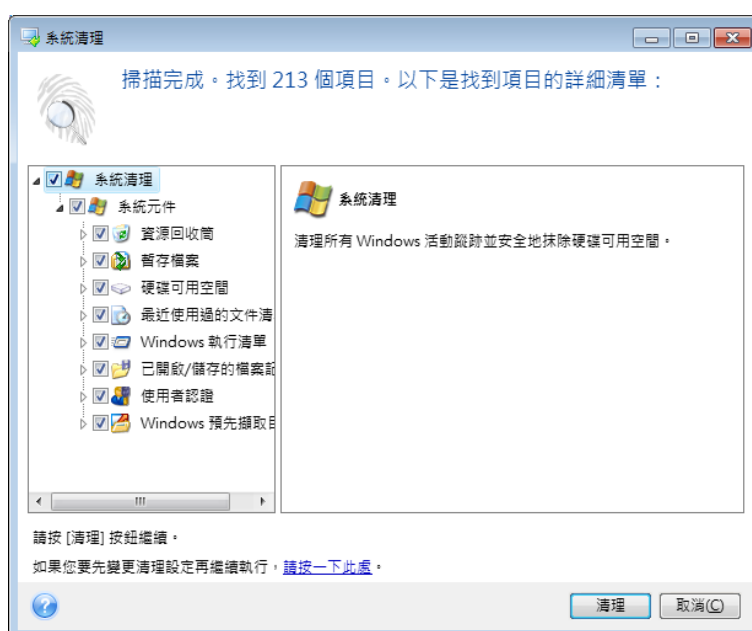 系統清理
掃描完成。找到 213 個項目。以下是找到項目的詳細清單：
系統清理
系統元件
資源回收筒
暫存檔案
硬碟可用空間
最近使用過的文件清
Windows 執行清單
已開啟/儲存的檔案記
使用者認證
Windows 預先擷取目
系統清理
清理所有 Windows 活動蹤跡並安全地抹除硬碟可用空間。
請按 [清理] 按鈕繼續。
如果您要先變更清理設定再繼續執行，請按一下此處。
清理
取消(C)